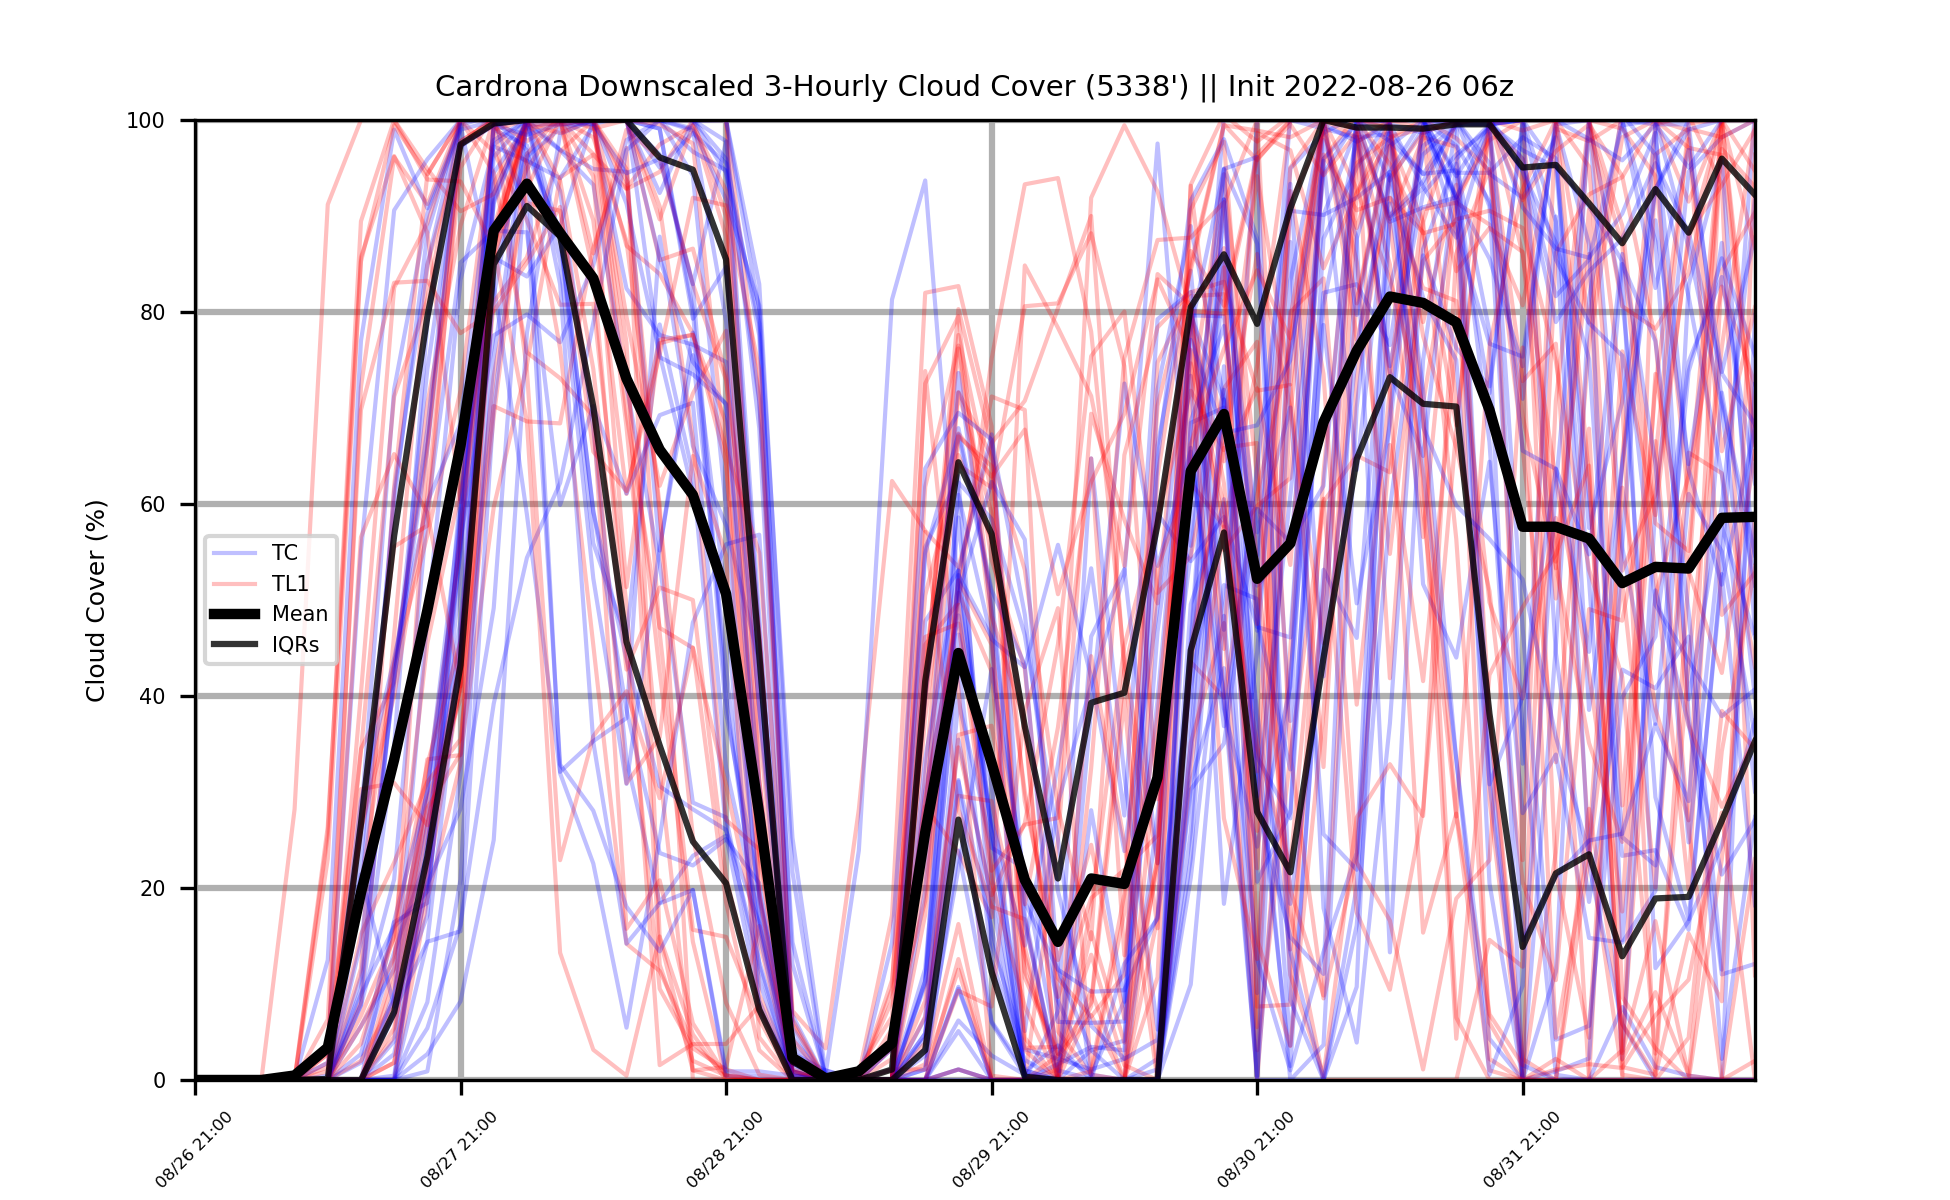 Cardrona Downscaled 3-Hourly Cloud Cover (5338') || Init 2022-08-26 06z
Cloud Cover (%)
100
80
60
40
20
0
TC
TL1
Mean
IQRs
08/26 21:00
08/27 21:00
08/28 21:00
08/29 21:00
08/30 21:00
08/31 21:00